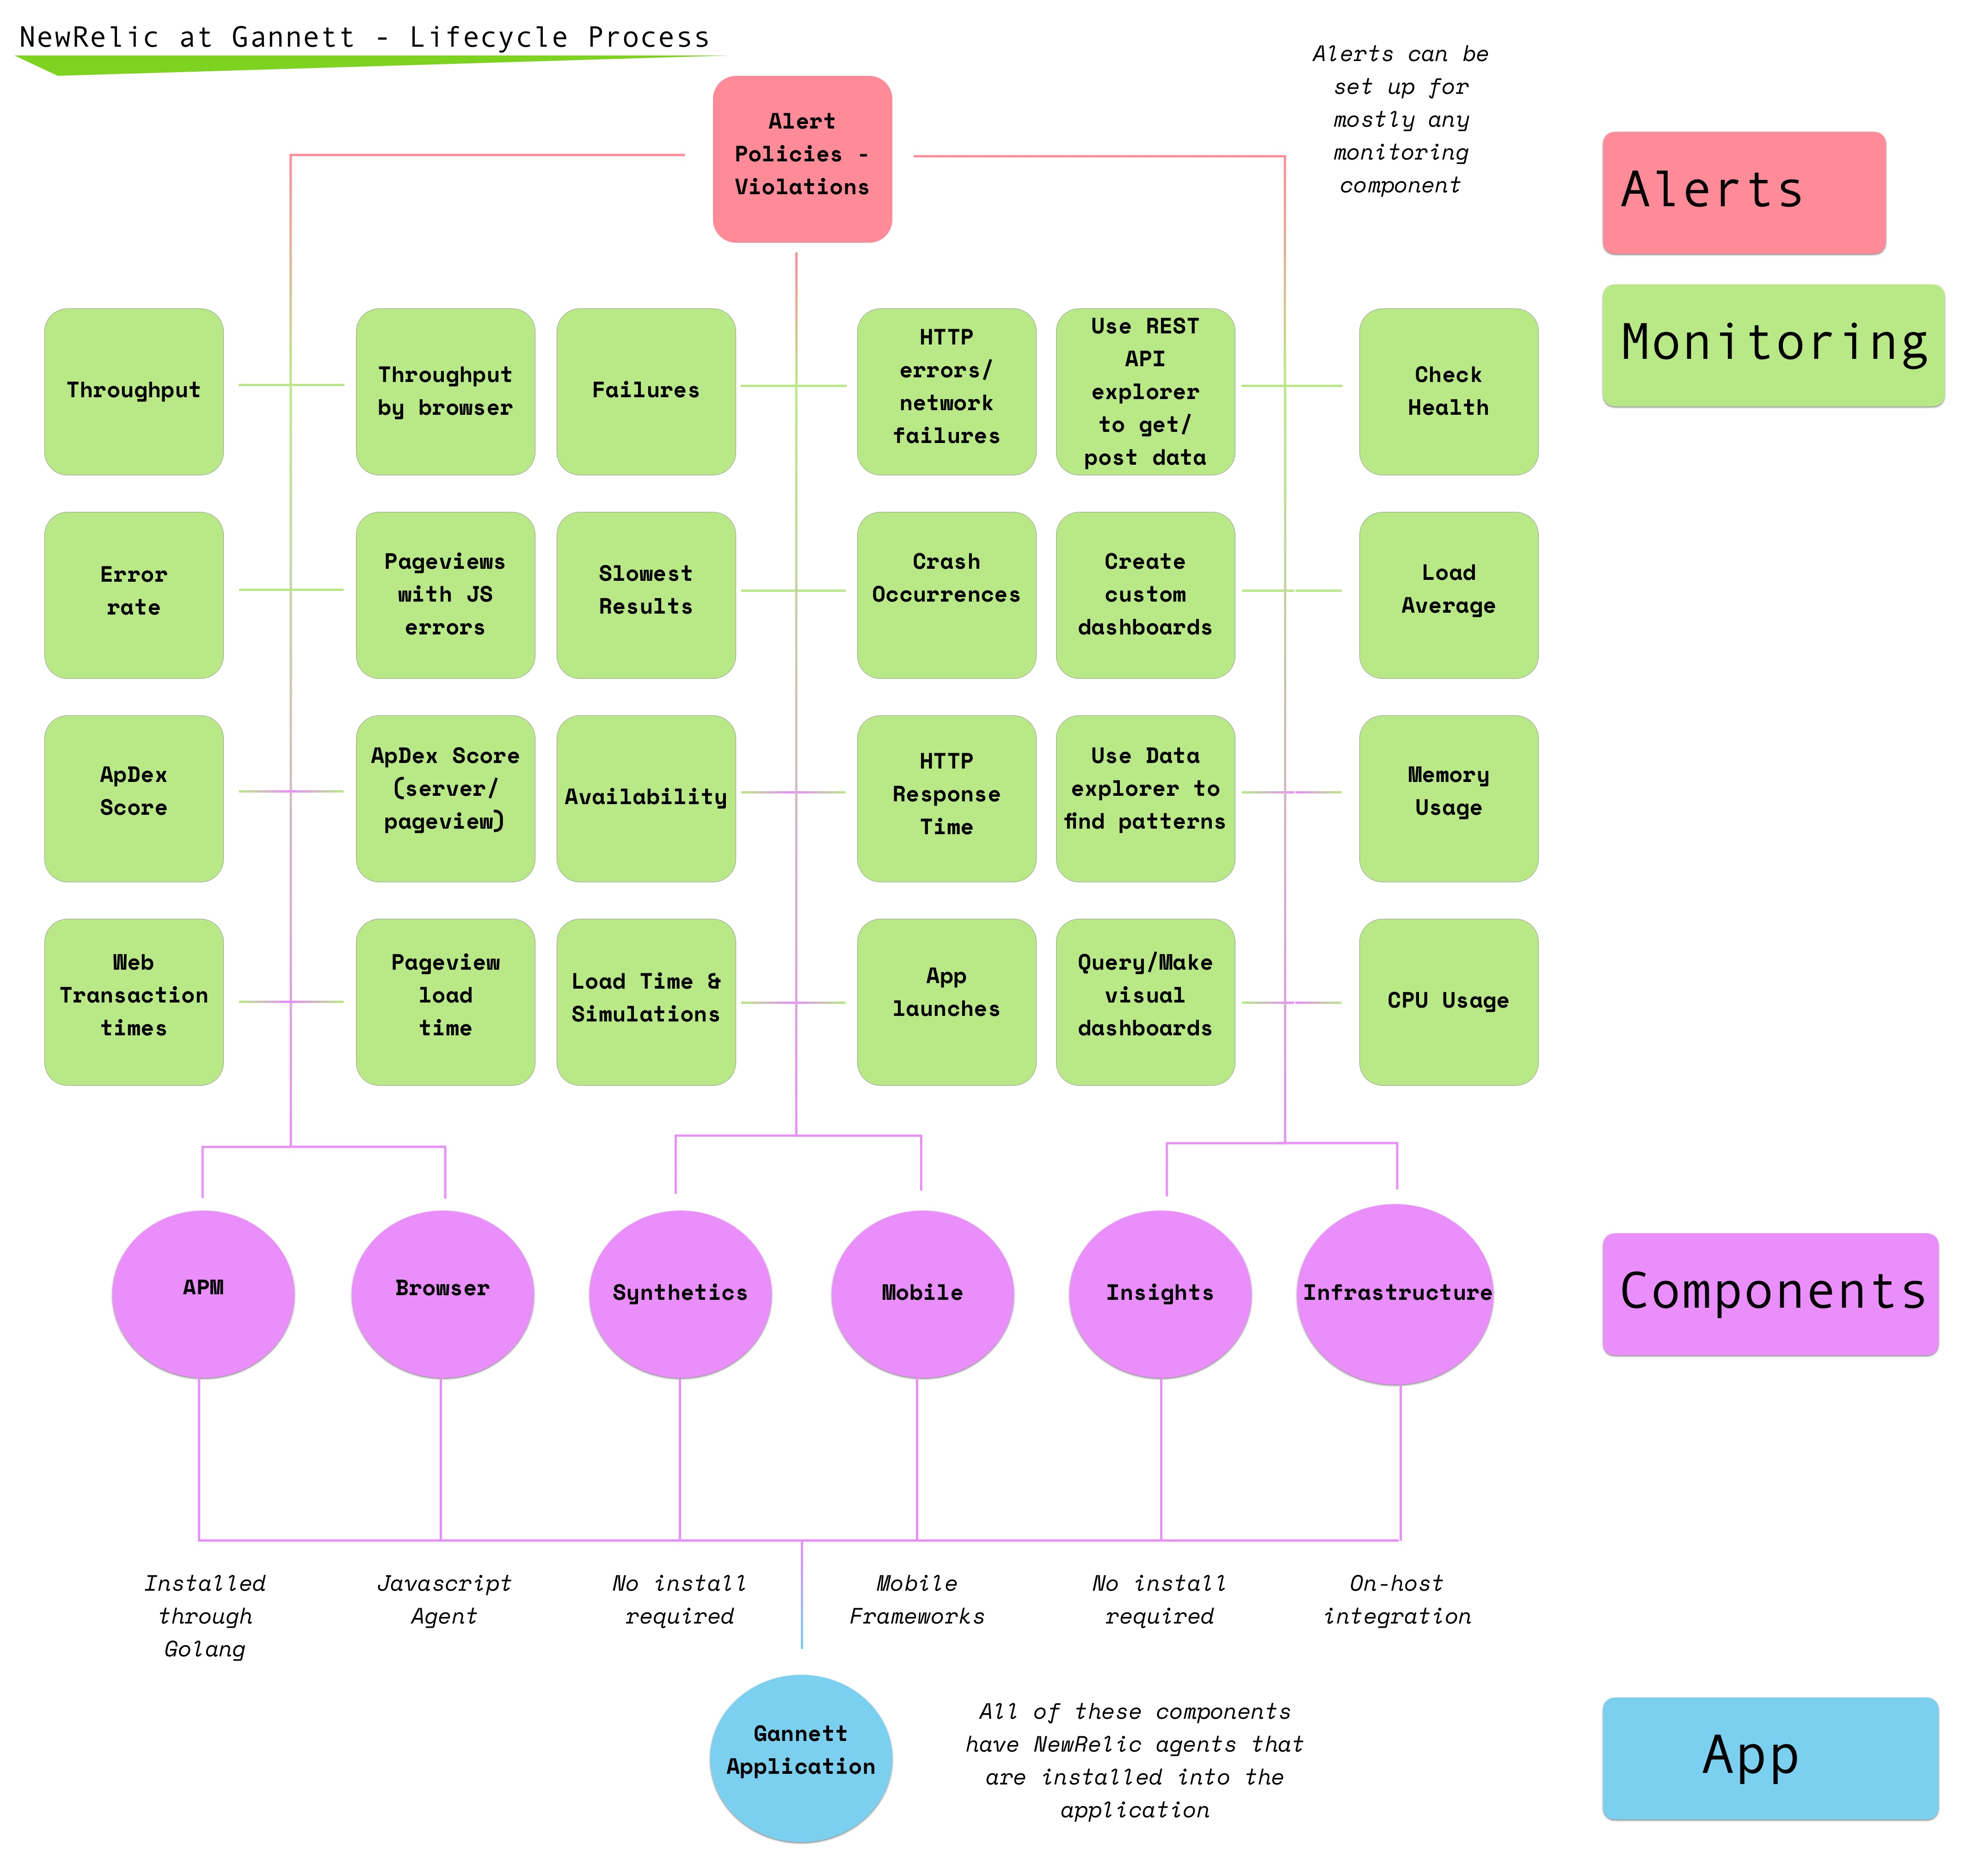 NewRelic at Gannett - Lifecycle Process
Alerts can be
set up for
mostly any
monitoring
component
Alert
Policies -
Violations
Alerts
Monitoring
Throughput
Throughput
by browser
Failures
HTTP
errors/
network
failures
Use REST
API
explorer
to get/
post data
Check
Health
Error
rate
Pageviews
with JS
errors
Slowest
Results
Crash
Occurrences
Create
custom
dashboards
Load
Average
ApDex
Score
ApDex Score
(server/
pageview)
Availability
HTTP
Response
Time
Use Data
explorer to
find patterns
Memory
Usage
Web
Transaction
times
Pageview
load
time
Load Time &
Simulations
App
launches
Query/Make
visual
dashboards
CPU Usage
APM
Browser
Synthetics
Mobile
Insights
Infrastructure
Components
Installed
through
Golang
Javascript
Agent
No install
required
Mobile
Frameworks
No install
required
On-host
integration
Gannett
Application
All of these components
have NewRelic agents that
are installed into the
application
App